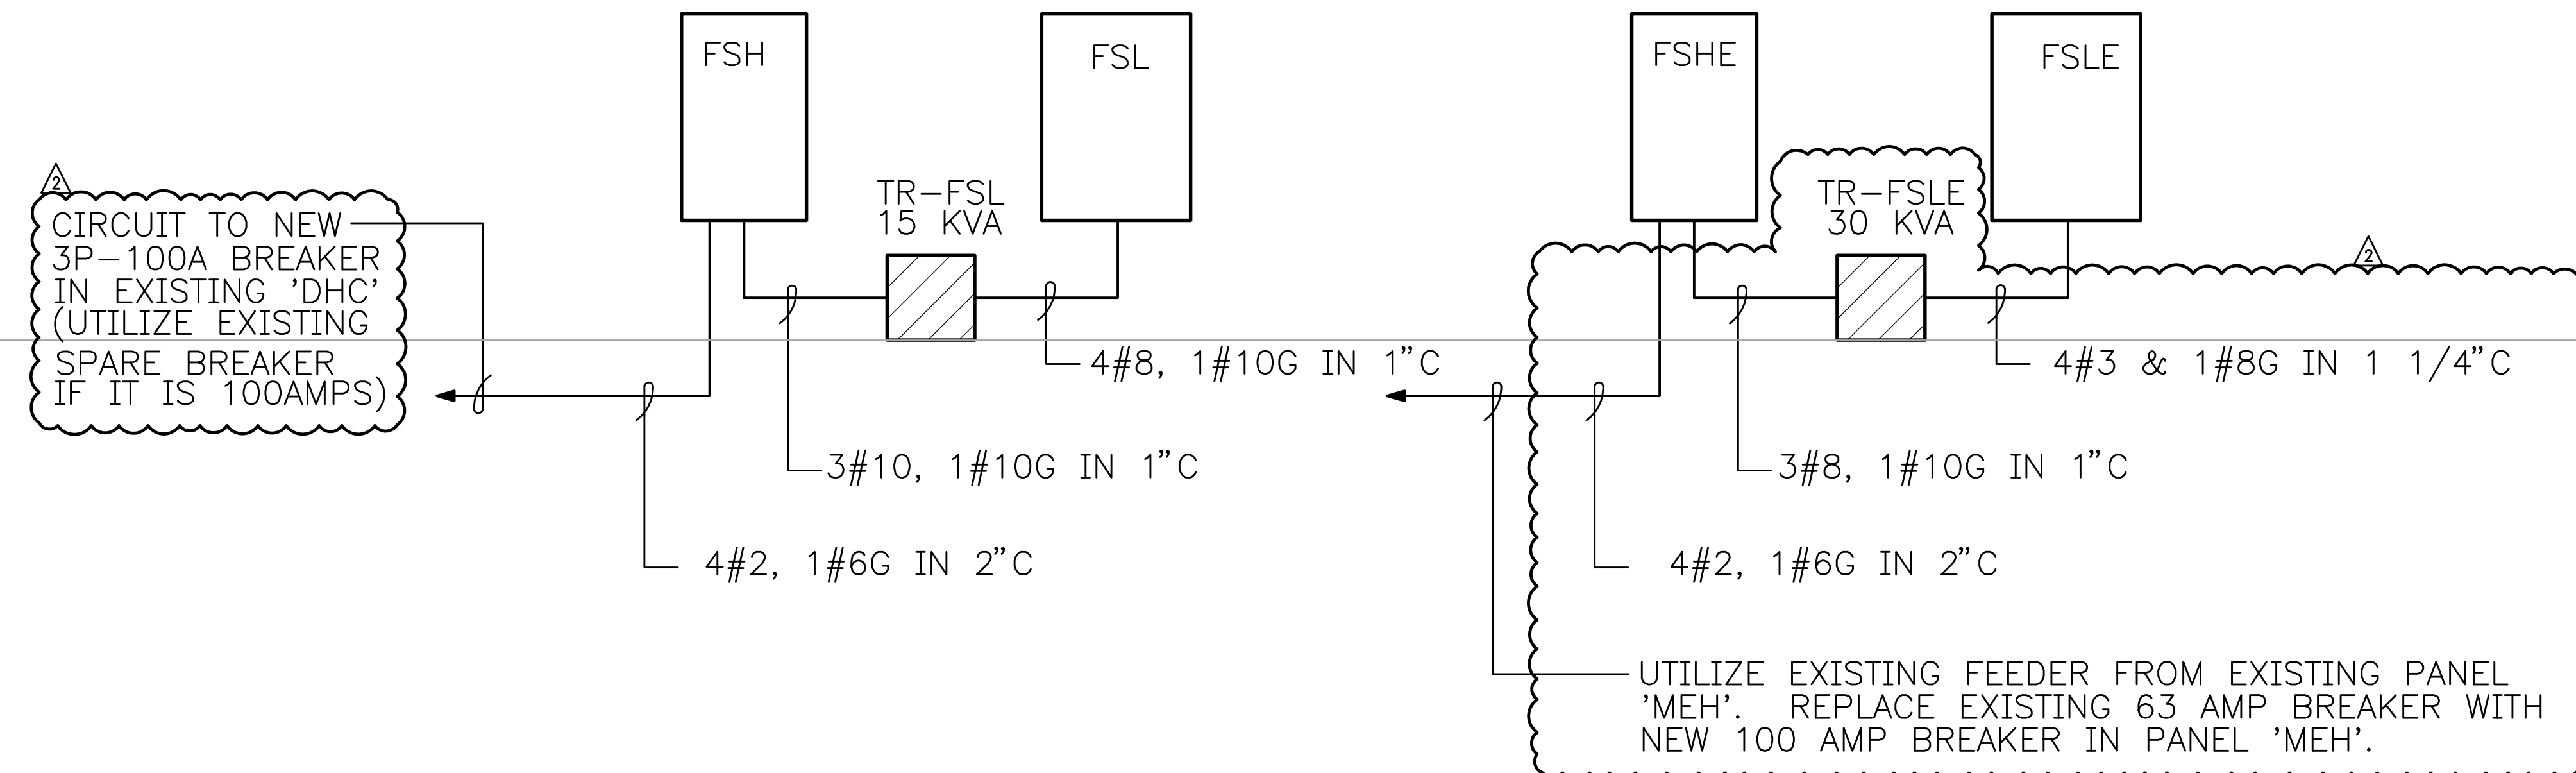 FSH
FSL
FSHE
FSLE
2
CIRCUIT TO NEW
3P-100A BREAKER
IN EXISTING 'DHC'
(UTILIZE EXISTING
SPARE BREAKER
IF IT IS 100AMPS)
TR-FSL
15 KVA
4#8, 1#10G IN 1"C
3#10, 1#10G IN 1"C
4#2, 1#6G IN 2"C
TR-FSLE
30 KVA
2
4#3 & 1#8G IN 1 1/4"C
3#8, 1#10G IN 1"C
4#2, 1#6G IN 2"C
UTILIZE EXISTING FEEDER FROM EXISTING PANEL
'MEH'. REPLACE EXISTING 63 AMP BREAKER WITH
NEW 100 AMP BREAKER IN PANEL 'MEH'.